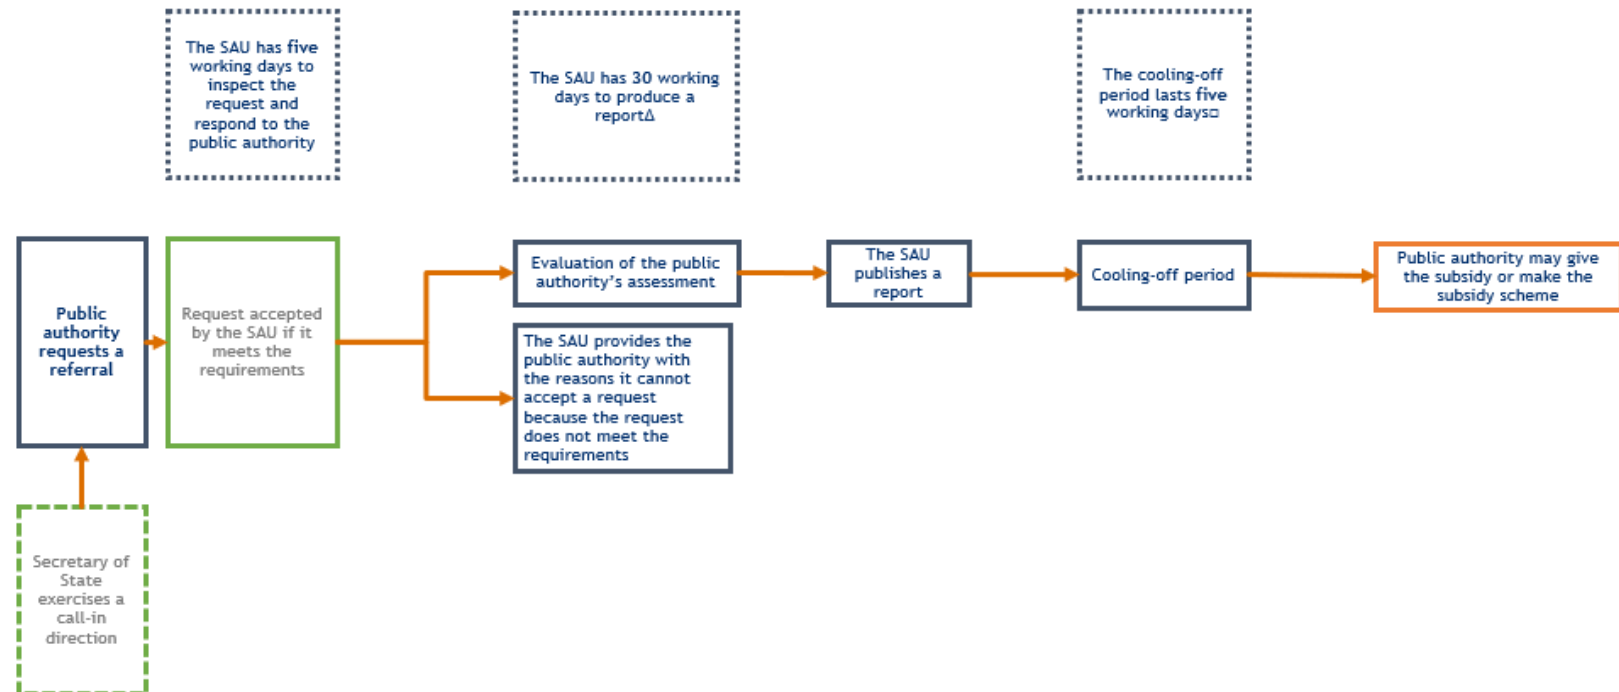 The SAU has five
working days to
inspect the
request and
respond to the
public authority
The SAU has 30 working
days to produce a
reportΔ
The cooling-off
period lasts five
working days□
Public
authority
requests a
referral
Request accepted
by the SAU if it
meets the
requirements
Evaluation of the public
authority’s assessment
The SAU
publishes a
report
Cooling-off period
Public authority may give
the subsidy or make the
subsidy scheme
The SAU provides the
public authority with
the reasons it cannot
accept a request
because the request
does not meet the
requirements
Secretary of
State
exercises a
call-in
direction